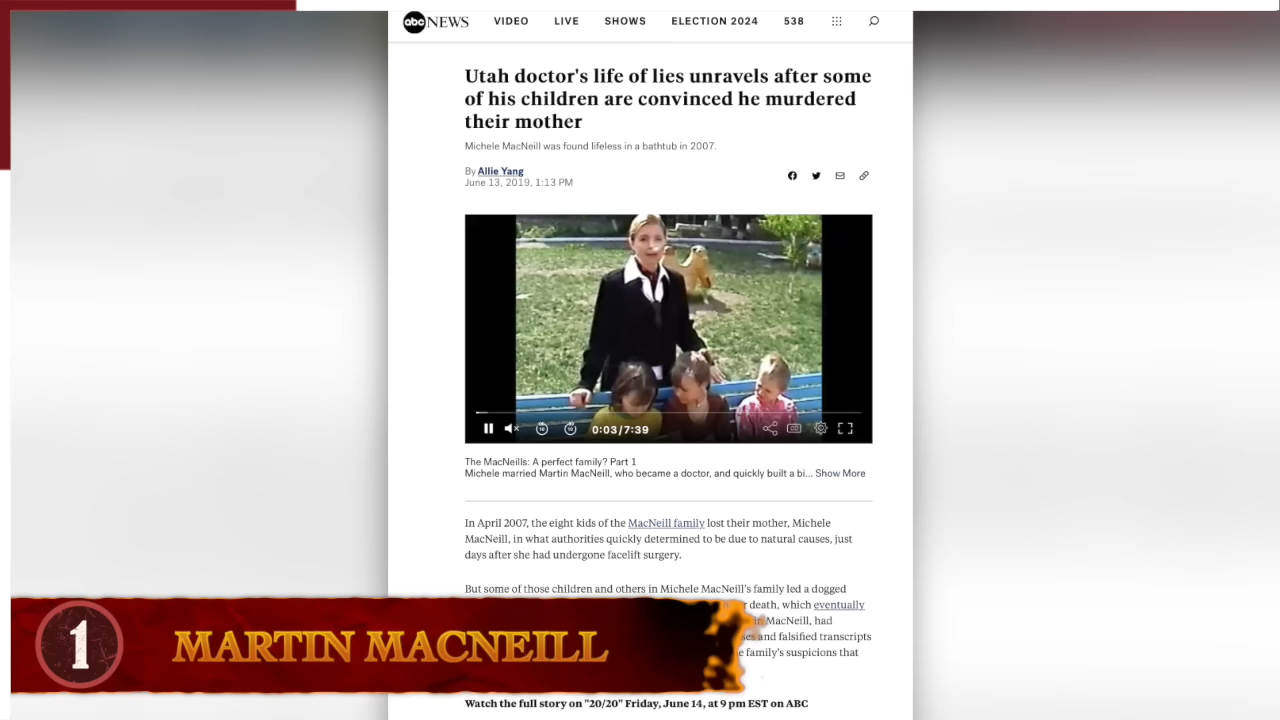 abc NEWS VIDEO LIVE SHOWS ELECTION 2024 538
Utah doctor's life of lies unravels after some
of his children are convinced he murdered
their mother
Michele MacNeill was found lifeless in a bathtub in 2007.
By Allie Yang
June 13, 2019, 1:13 PM
10 10 0:03/7:39 CC
The MacNeills: A perfect family? Part 1
Michele married Martin MacNeill, who became a doctor, and quickly built a bi... Show More
In April 2007, the eight kids of the MacNeill family lost their mother, Michele
MacNeill, in what authorities quickly determined to be due to natural causes, just
days after she had undergone facelift surgery.
But some of those children and others in Michele MacNeill's family led a dogged
death, which eventually
MacNeill, had
and falsified transcripts
family's suspicions that
1 MARTIN MACNEILL
Watch the full story on "20/20" Friday, June 14, at 9 pm EST on ABC